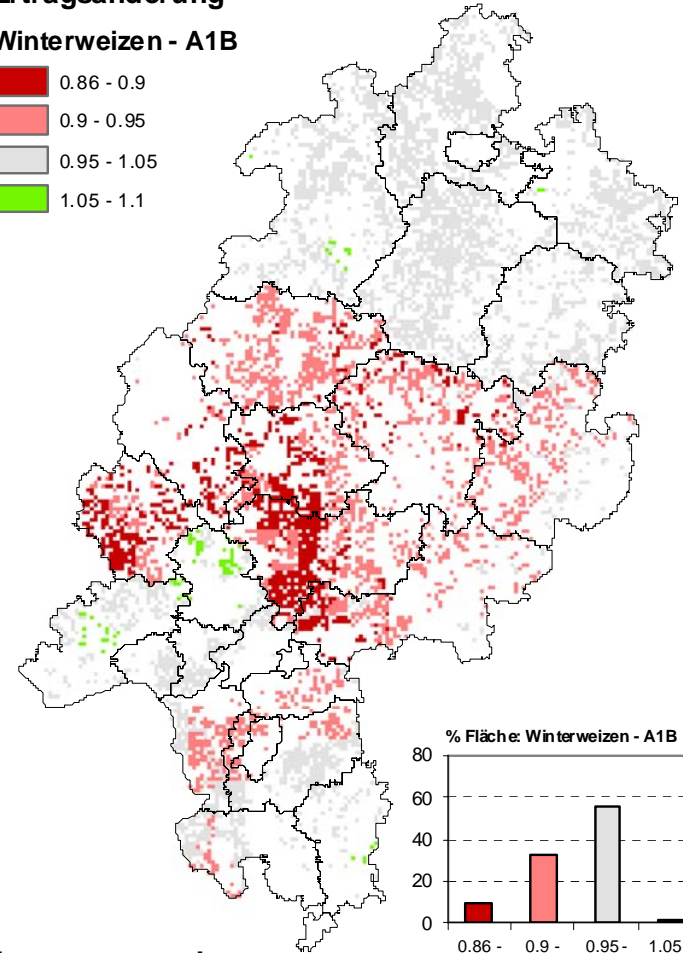 Ertragsänderung
Winterweizen - A1B
0.86 - 0.9
0.9 - 0.95
0.95 - 1.05
1.05 - 1.1
% Fläche: Winterweizen - A1B
80
60
40
20
0
0.86 - 0.9 - 0.95 - 1.05